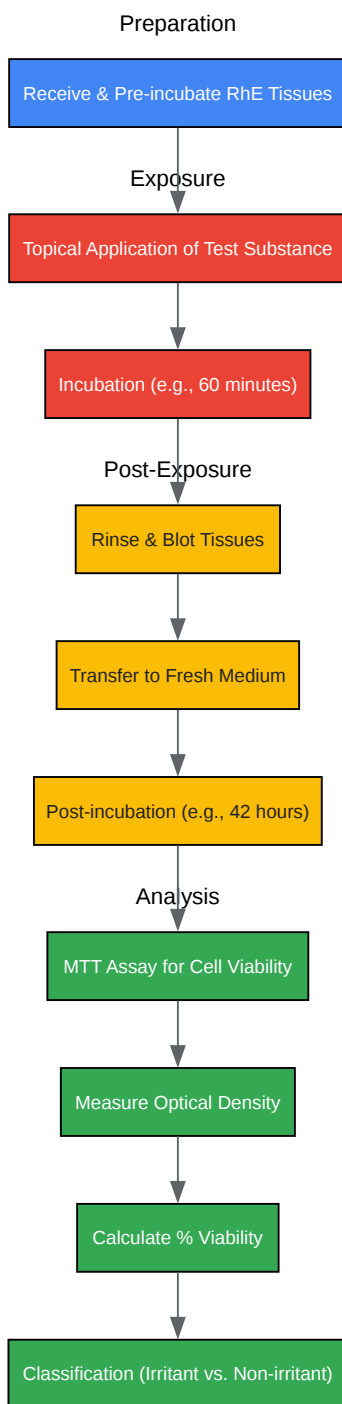 Preparation
Receive & Pre-incubate RhE Tissues
Exposure
Topical Application of Test Substance
Incubation (e.g., 60 minutes)
Post-Exposure
Rinse & Blot Tissues
Transfer to Fresh Medium
Post-incubation (e.g., 42 hours)
Analysis
MTT Assay for Cell Viability
Measure Optical Density
Calculate % Viability
Classification (Irritant vs. Non-irritant)